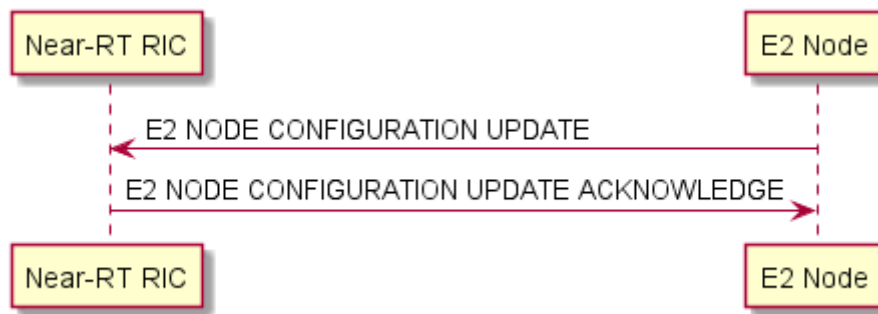 Near-RT RIC
E2 Node
E2 NODE CONFIGURATION UPDATE
E2 NODE CONFIGURATION UPDATE ACKNOWLEDGE
Near-RT RIC
E2 Node